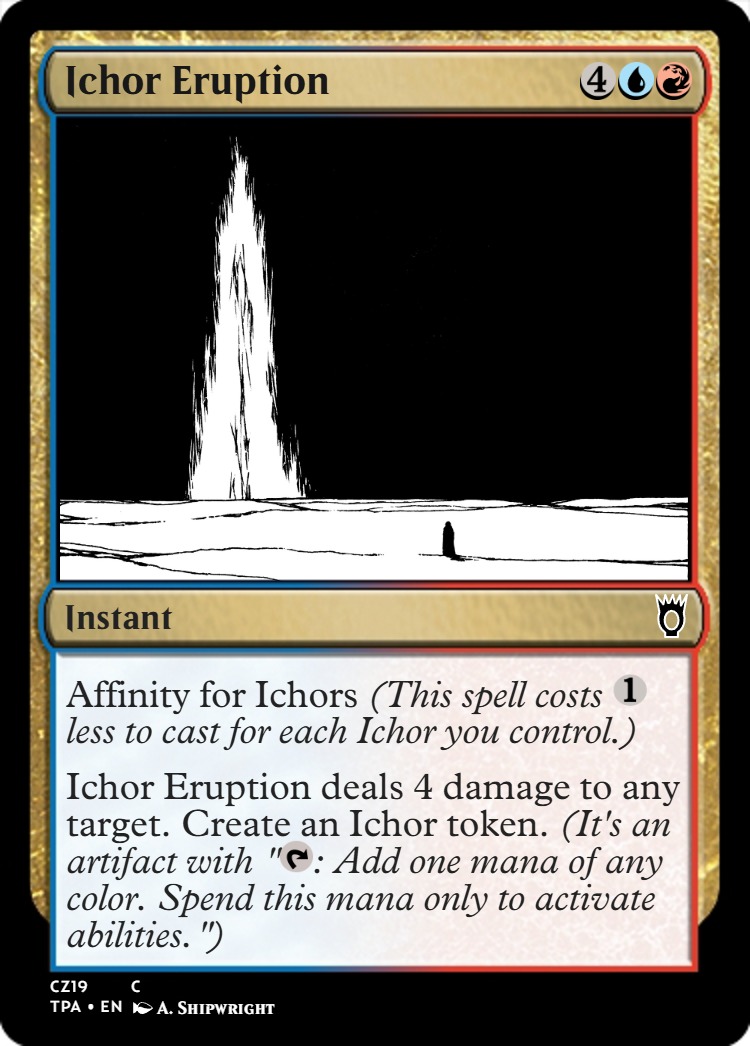 Ichor Eruption 4
Instant
Affinity for Ichors (This spell costs 1
less to cast for each Ichor you control.)
Ichor Eruption deals 4 damage to any
target. Create an Ichor token. (It's an
artifact with ": Add one mana of any
color. Spend this mana only to activate
abilities.")
CZ19 C
TPA • EN A. Shipwright